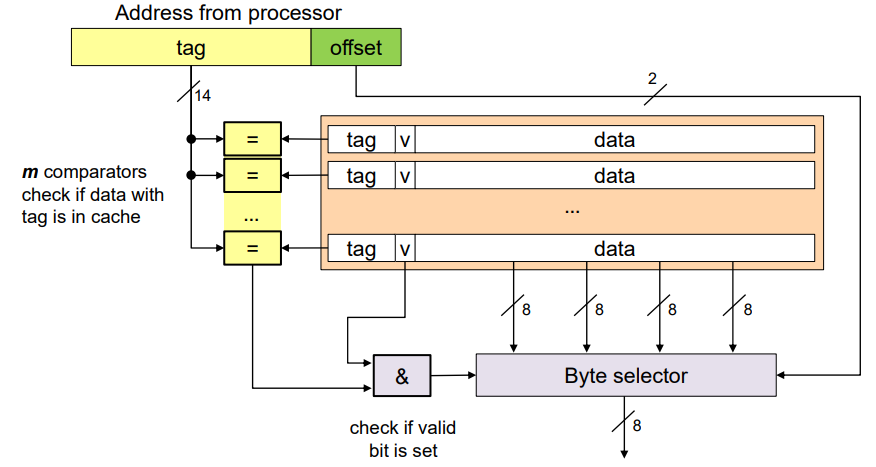 Address from processor
tag offset
14
2
= tag v data
m comparators
check if data with
tag is in cache
= tag v data
... ...
= tag v data
8 8 8 8
& Byte selector
check if valid
bit is set
8